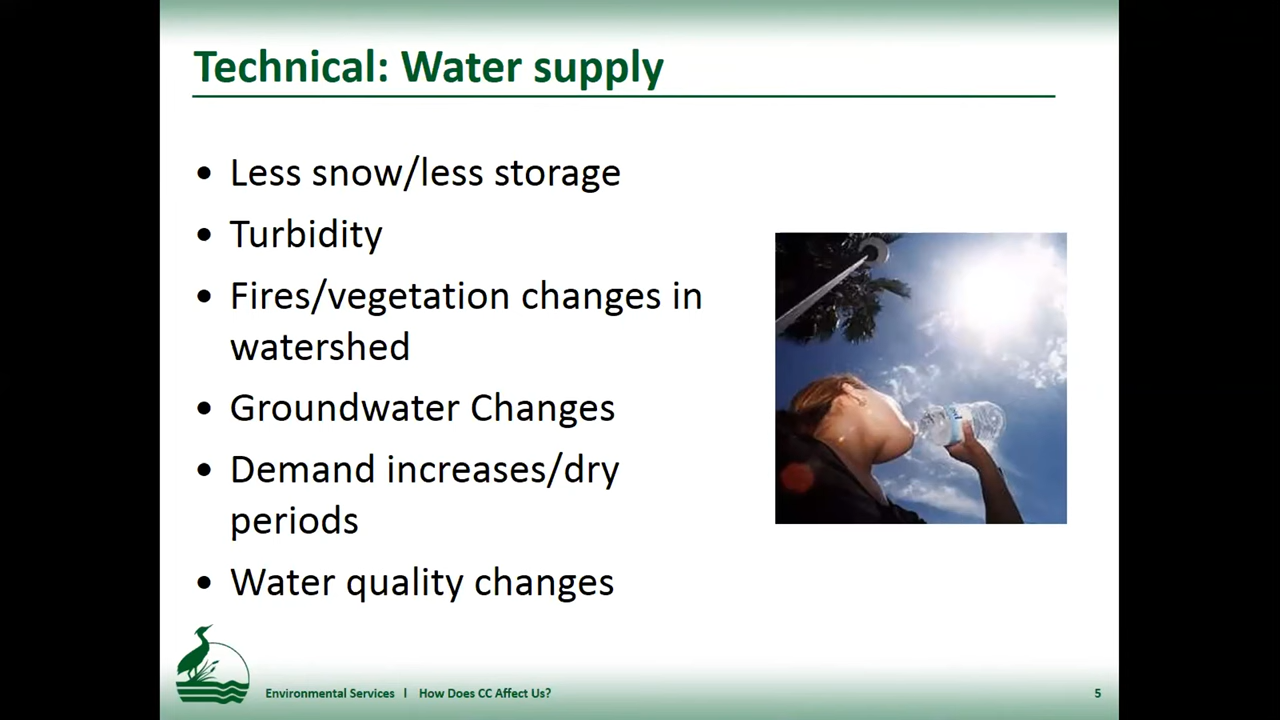 Technical: Water supply
• Less snow/less storage
• Turbidity
• Fires/vegetation changes in
watershed
• Groundwater Changes
• Demand increases/dry
periods
• Water quality changes
Environmental Services | How Does CC Affect Us?
5